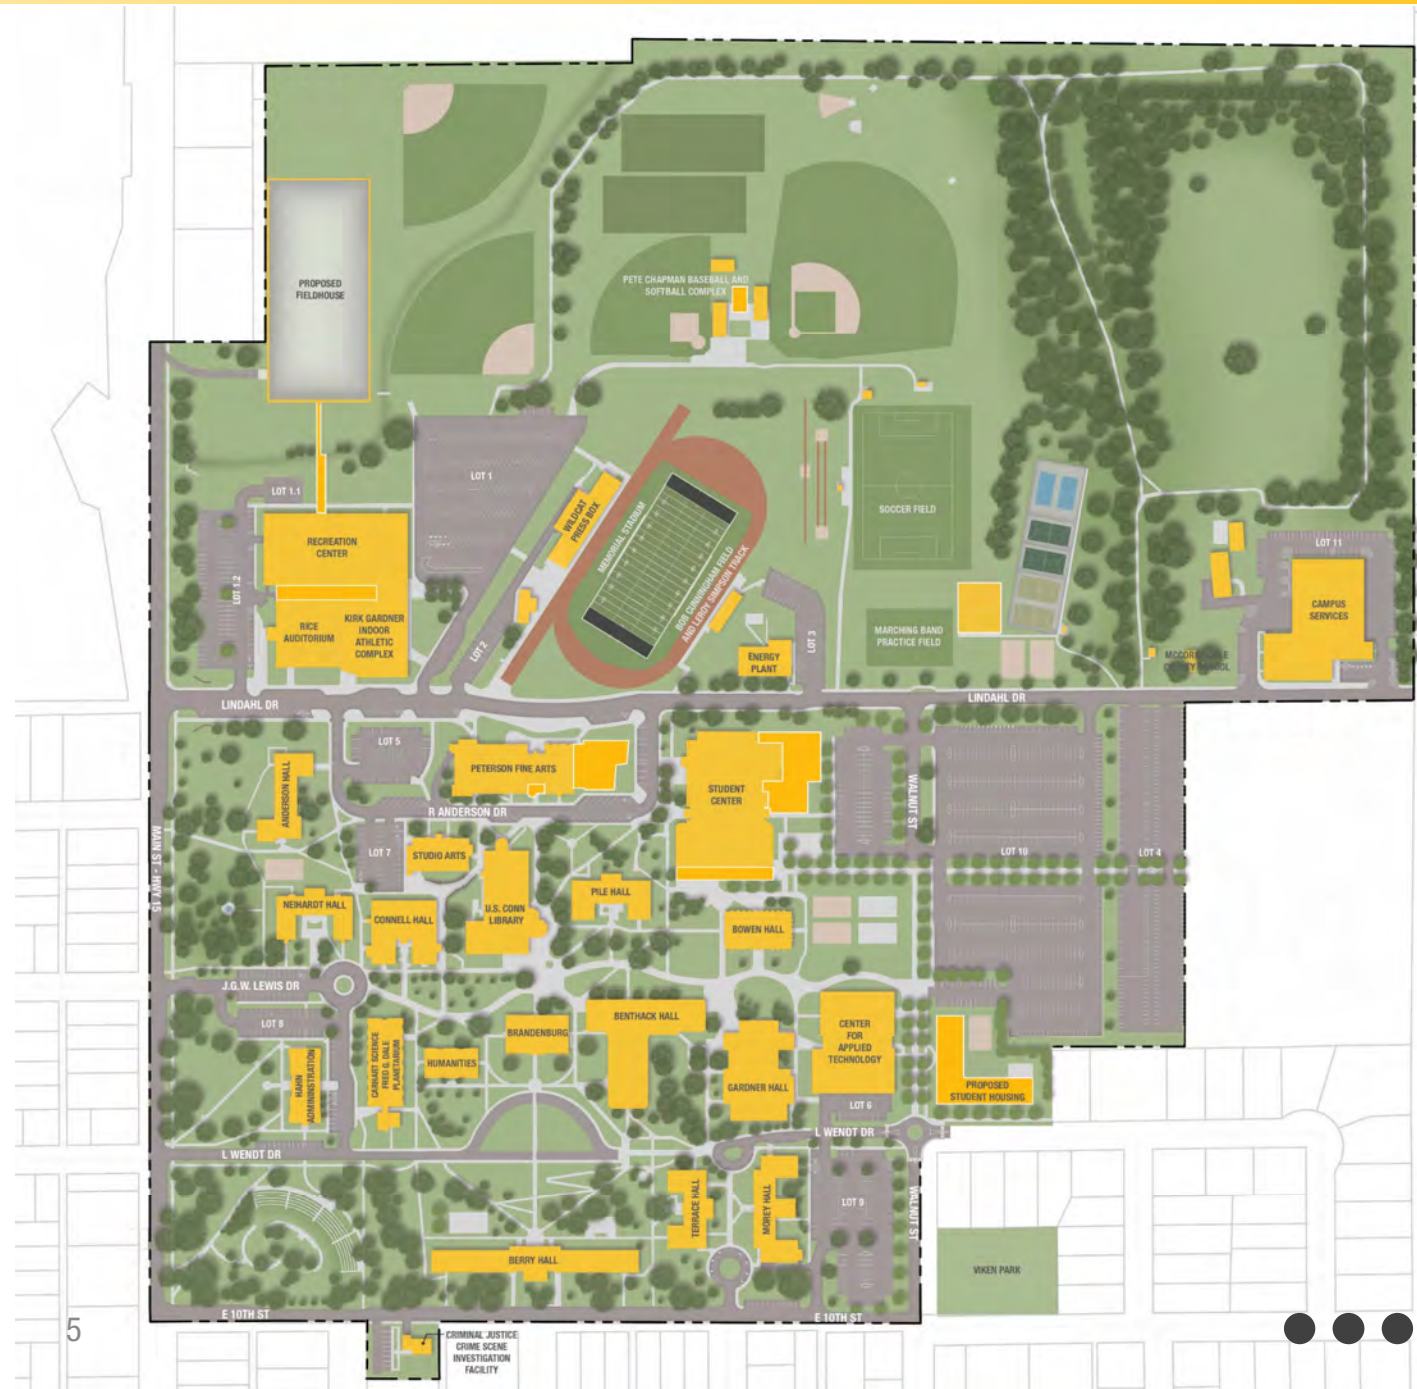 PROPOSED
FIELDHOUSE
PETE CHAPMAN BASEBALL AND
SOFTBALL COMPLEX
LOT 1
LOT 1.1
LOT 1.2
WILDCAT
PRESS BOX
MEMORIAL STADIUM
BOB CUNNINGHAM FIELD
AND LEROY SIMPSON TRACK
SOCCER FIELD
RECREATION
CENTER
RICE
AUDITORIUM
KIRK GARDNER
INDOOR
ATHLETIC
COMPLEX
LOT 2
LOT 3
ENERGY
PLANT
MARCHING BAND
PRACTICE FIELD
LOT 11
CAMPUS
SERVICES
LINDAHL DR
LINDAHL DR
LOT 5
PETERSON FINE ARTS
ANDERSON HALL
R ANDERSON DR
STUDENT
CENTER
WALNUT ST
MAIN ST - HWY 15
LOT 7
STUDIO ARTS
LOT 10
LOT 4
NEIHARDT HALL
CONNELL HALL
U.S. CONN
LIBRARY
PILE HALL
BOWEN HALL
J.G.W. LEWIS DR
LOT 8
HAHN
ADMININSTRATION
CARHART SCIENCE
FRED G. DALE
PLANETARIUM
HUMANITIES
BRANDENBURG
BENTHACK HALL
GARDNER HALL
CENTER
FOR
APPLIED
TECHNOLOGY
PROPOSED
STUDENT HOUSING
LOT 6
L WENDT DR
L WENDT DR
TERRACE HALL
MOREY HALL
LOT 9
WALNUT ST
BERRY HALL
VIKEN PARK
E 10TH ST
E 10TH ST
CRIMINAL JUSTICE
CRIME SCENE
INVESTIGATION
FACILITY
5